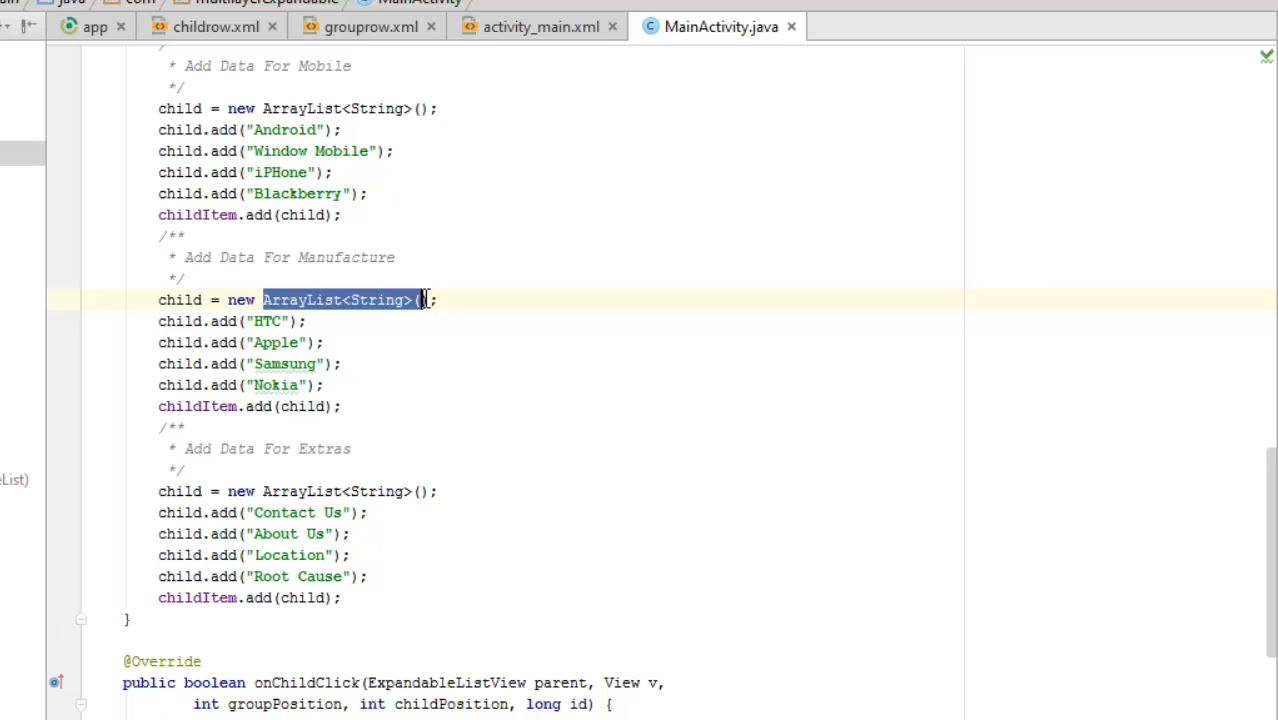 java com multilayerExpandable MainActivity
app childrow.xml grouprow.xml activity_main.xml MainActivity.java
* Add Data For Mobile
*/
child = new ArrayList<String>();
child.add("Android");
child.add("Window Mobile");
child.add("iPHone");
child.add("Blackberry");
childItem.add(child);
/**
* Add Data For Manufacture
*/
child = new ArrayList<String>();
child.add("HTC");
child.add("Apple");
child.add("Samsung");
child.add("Nokia");
childItem.add(child);
/**
* Add Data For Extras
*/
eList)
child = new ArrayList<String>();
child.add("Contact Us");
child.add("About Us");
child.add("Location");
child.add("Root Cause");
childItem.add(child);
}
@Override
public boolean onChildClick(ExpandableListView parent, View v,
int groupPosition, int childPosition, long id) {